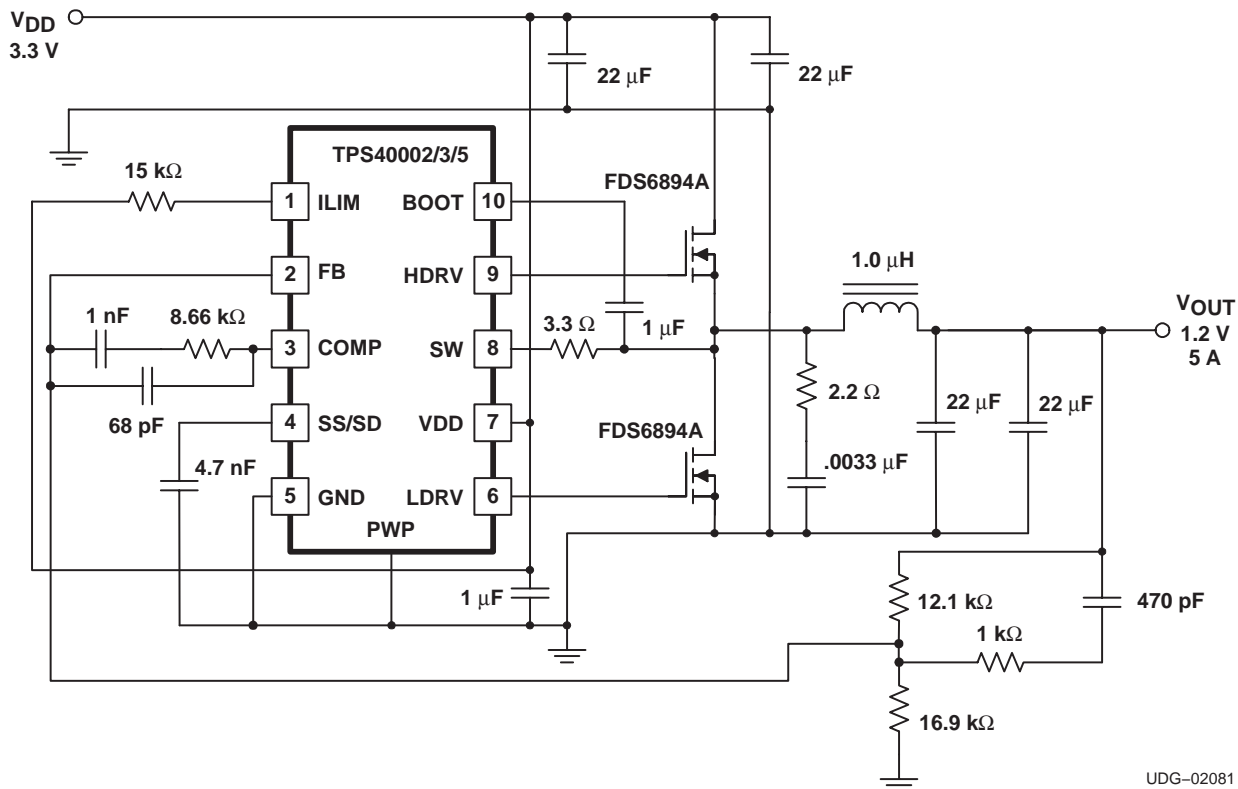 VDD
3.3 V
22 μF
22 μF
TPS40002/3/5
15 kΩ
1
ILIM
BOOT
10
FDS6894A
2
FB
HDRV
9
1.0 μH
1 nF
8.66 kΩ
3
COMP
SW
8
3.3 Ω
1 μF
VOUT
1.2 V
5 A
68 pF
2.2 Ω
22 μF
22 μF
4
SS/SD
VDD
7
FDS6894A
4.7 nF
.0033 μF
5
GND
LDRV
6
PWP
1 μF
12.1 kΩ
470 pF
1 kΩ
16.9 kΩ
UDG–02081